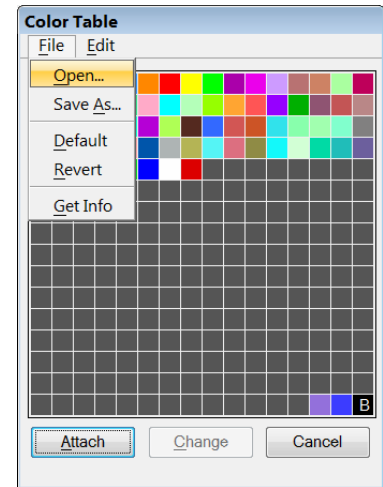 Color Table
File Edit
Open...
Save As...
Default
Revert
Get Info
B
Attach Change Cancel